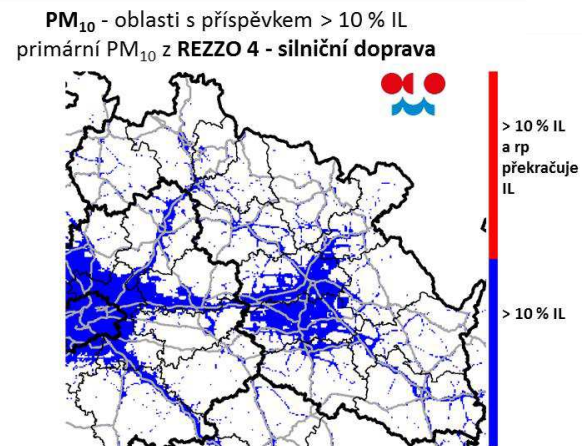 PM10 - oblasti s příspěvkem > 10 % IL
primární PM10 z REZZO 4 - silniční doprava
> 10 % IL
a rp
překračuje
IL
> 10 % IL